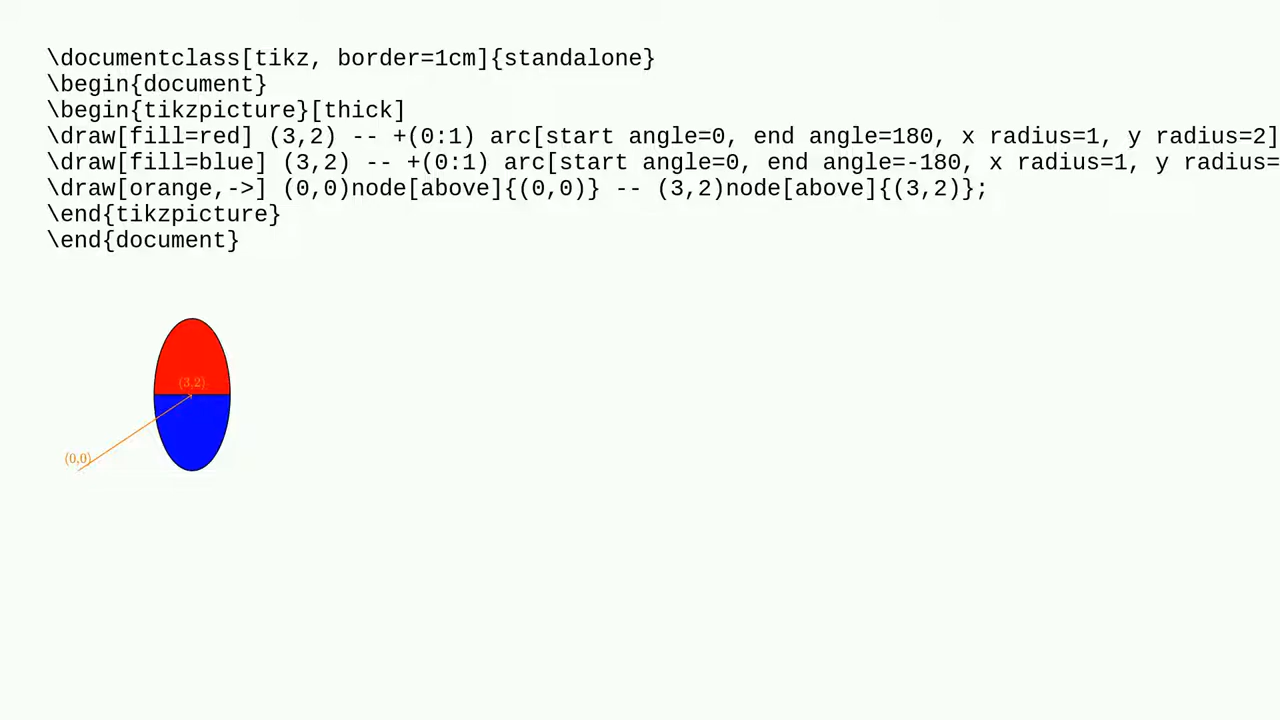 \documentclass[tikz, border=1cm]{standalone}
\begin{document}
\begin{tikzpicture}[thick]
\draw[fill=red] (3,2) -- +(0:1) arc[start angle=0, end angle=180, x radius=1, y radius=2]
\draw[fill=blue] (3,2) -- +(0:1) arc[start angle=0, end angle=-180, x radius=1, y radius=
\draw[orange,->] (0,0)node[above]{(0,0)} -- (3,2)node[above]{(3,2)};
\end{tikzpicture}
\end{document}
(3,2)
(0,0)